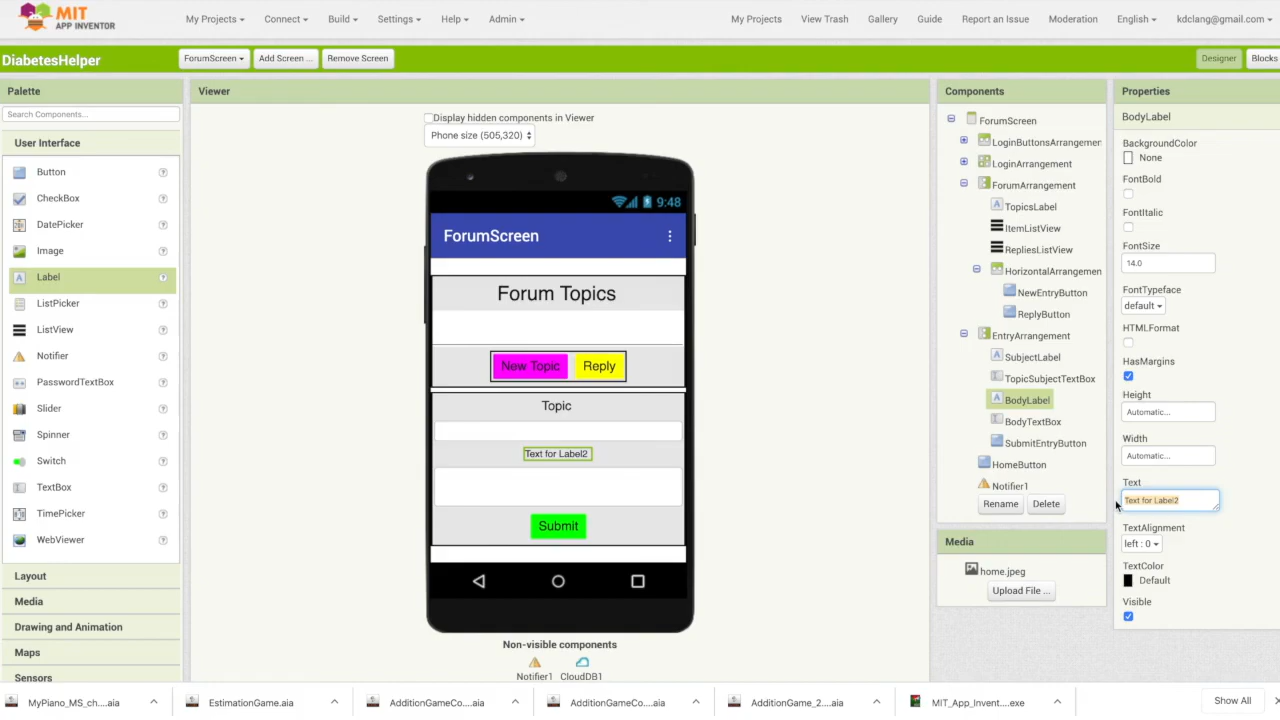 MIT
APP INVENTOR
My Projects
Connect
Build
Settings
Help
Admin
My Projects
View Trash
Gallery
Guide
Report an Issue
Moderation
English
kdclang@gmail.com
DiabetesHelper
ForumScreen
Add Screen ...
Remove Screen
Designer
Blocks
Palette
Search Components...
User Interface
Button
CheckBox
DatePicker
Image
Label
ListPicker
ListView
Notifier
PasswordTextBox
Slider
Spinner
Switch
TextBox
TimePicker
WebViewer
Layout
Media
Drawing and Animation
Maps
Sensors
Viewer
Display hidden components in Viewer
Phone size (505,320)
9:48
ForumScreen
Forum Topics
New Topic
Reply
Topic
Text for Label2
Submit
Non-visible components
Notifier1
CloudDB1
Components
ForumScreen
LoginButtonsArrangemen
LoginArrangement
ForumArrangement
TopicsLabel
ItemListView
RepliesListView
HorizontalArrangemen
NewEntryButton
ReplyButton
EntryArrangement
SubjectLabel
TopicSubjectTextBox
BodyLabel
BodyTextBox
SubmitEntryButton
HomeButton
Notifier1
Rename
Delete
Media
home.jpeg
Upload File ...
Properties
BodyLabel
BackgroundColor
None
FontBold
FontItalic
FontSize
14.0
FontTypeface
default
HTMLFormat
HasMargins
Height
Automatic...
Width
Automatic...
Text
Text for Label2
TextAlignment
left : 0
TextColor
Default
Visible
MyPiano_MS_ch....aia
EstimationGame.aia
AdditionGameCo....aia
AdditionGameCo....aia
AdditionGame_2....aia
MIT_App_Invent....exe
Show All